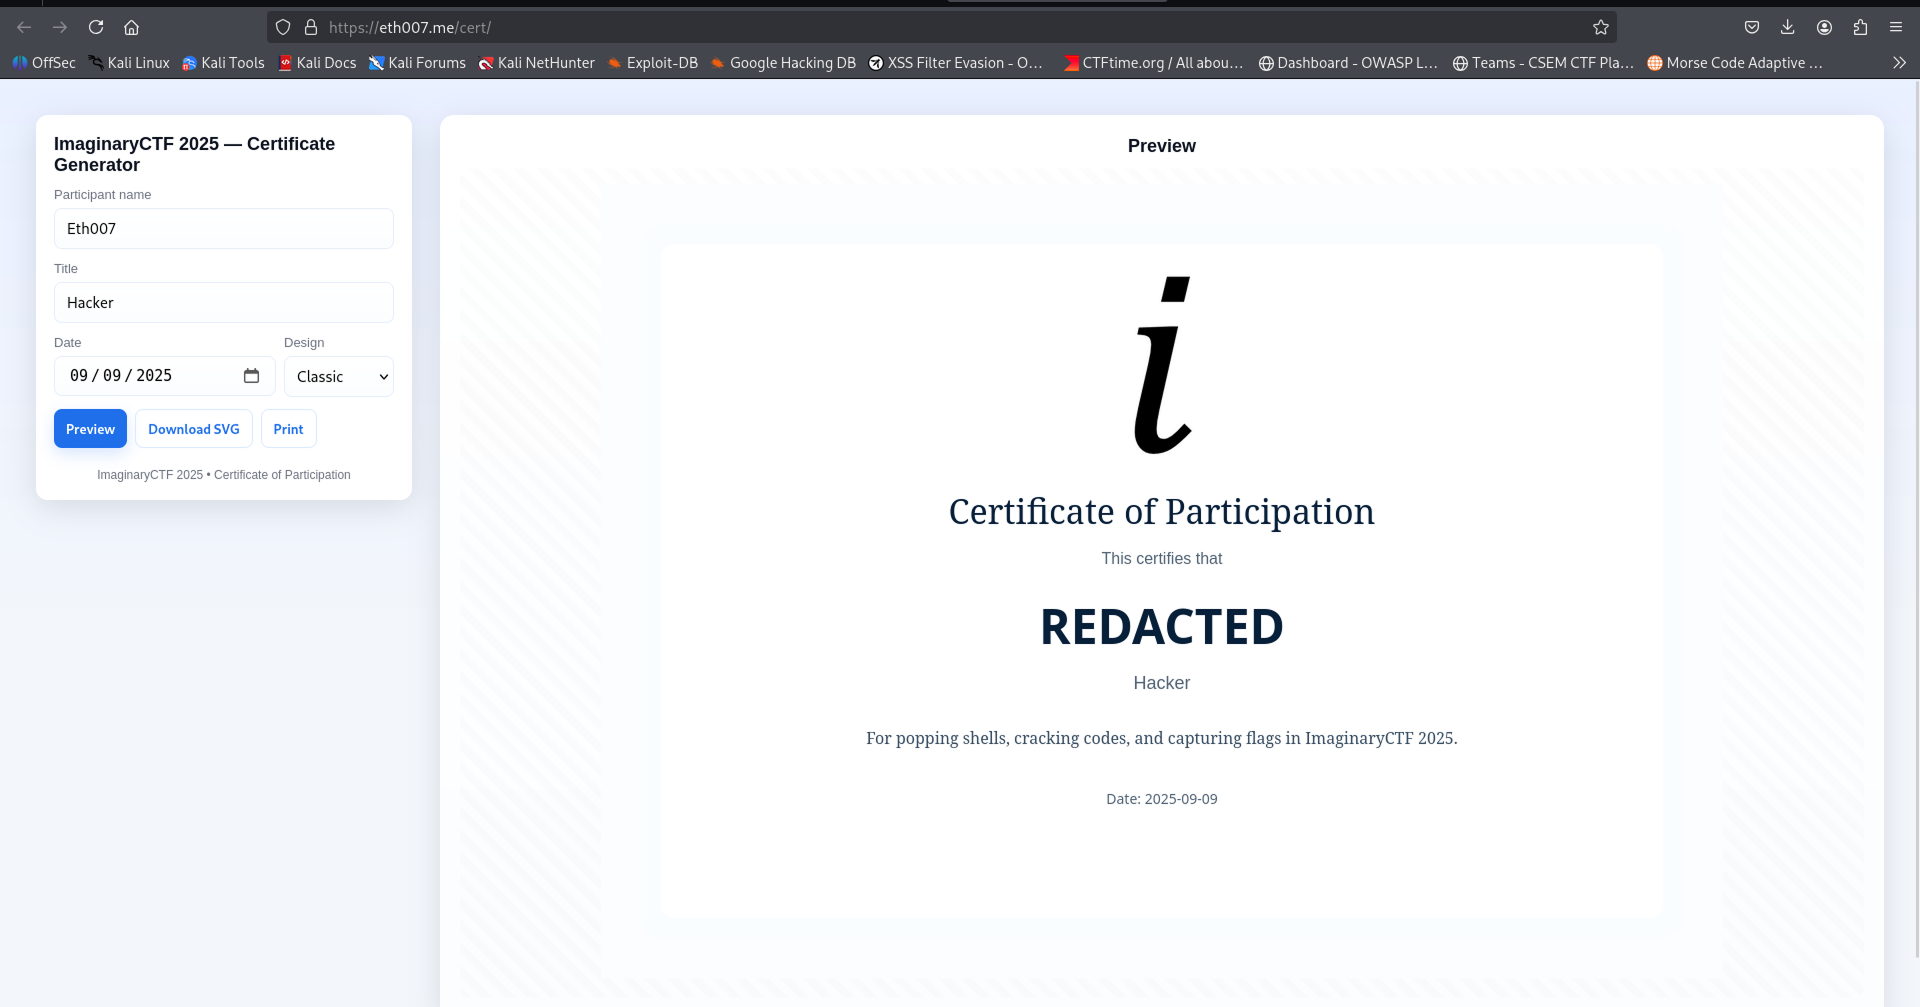 https://eth007.me/cert/
OffSec Kali Linux Kali Tools Kali Docs Kali Forums Kali NetHunter Exploit-DB Google Hacking DB XSS Filter Evasion - O... CTFtime.org / All abou... Dashboard - OWASP L... Teams - CSEM CTF Pla... Morse Code Adaptive ...
ImaginaryCTF 2025 — Certificate
Generator
Participant name
Eth007
Title
Hacker
Date Design
09 / 09 / 2025 Classic
Preview Download SVG Print
ImaginaryCTF 2025 • Certificate of Participation
Preview
i
Certificate of Participation
This certifies that
REDACTED
Hacker
For popping shells, cracking codes, and capturing flags in ImaginaryCTF 2025.
Date: 2025-09-09